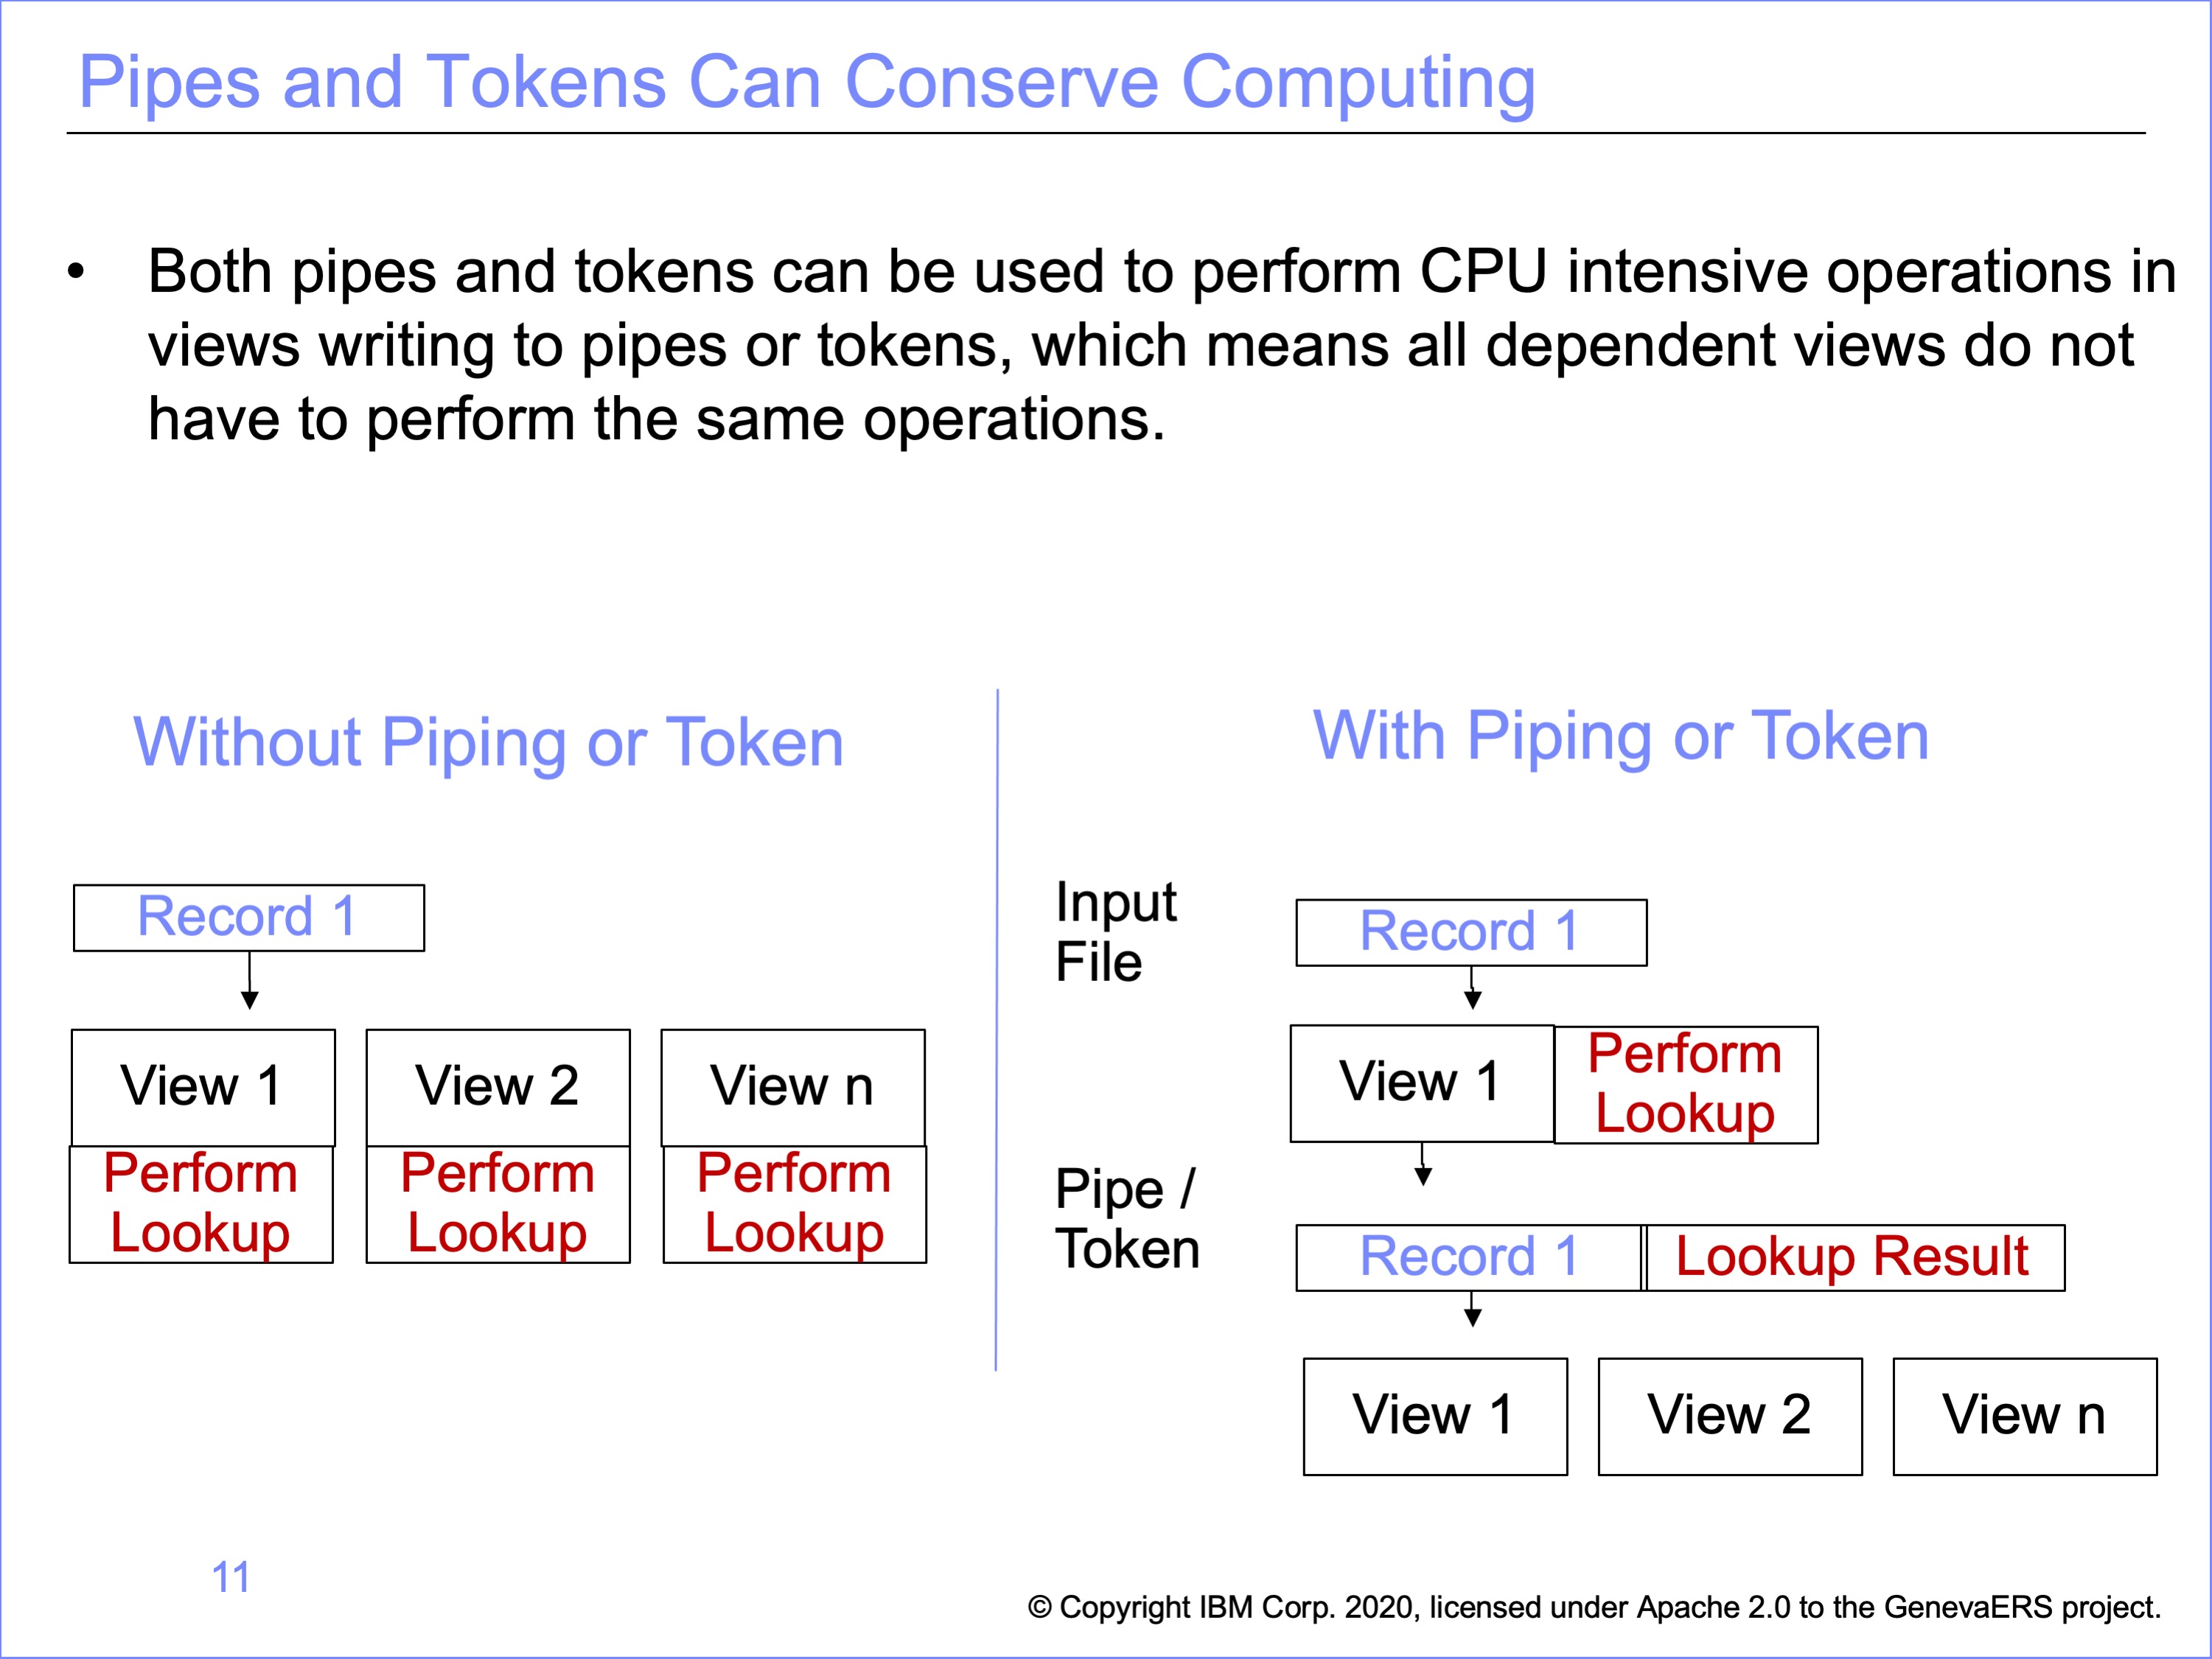 Pipes and Tokens Can Conserve Computing
• Both pipes and tokens can be used to perform CPU intensive operations in
views writing to pipes or tokens, which means all dependent views do not
have to perform the same operations.
Without Piping or Token
Record 1
View 1
View 2
View n
Perform
Lookup
Perform
Lookup
Perform
Lookup
With Piping or Token
Input
File
Record 1
View 1
Perform
Lookup
Pipe /
Token
Record 1
Lookup Result
View 1
View 2
View n
11
© Copyright IBM Corp. 2020, licensed under Apache 2.0 to the GenevaERS project.